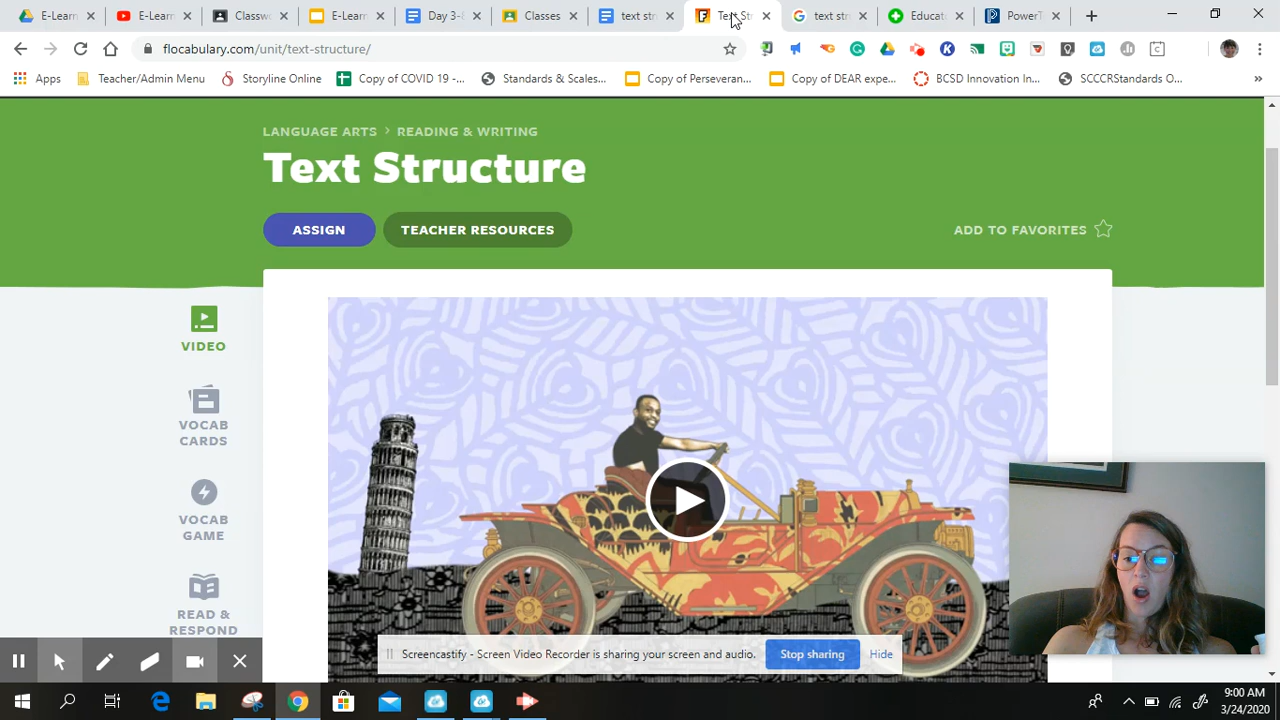 E-Learn
E-Learn
Classw
E-Learn
Day 3-
Classes
text str
Text St
text stru
Educati
PowerT
flocabulary.com/unit/text-structure/
Apps
Teacher/Admin Menu
Storyline Online
Copy of COVID 19 -...
Standards & Scales...
Copy of Perseveran...
Copy of DEAR expe...
BCSD Innovation In...
SCCCRStandards O...
LANGUAGE ARTS › READING & WRITING
Text Structure
ASSIGN
TEACHER RESOURCES
ADD TO FAVORITES
VIDEO
VOCAB
CARDS
VOCAB
GAME
READ &
RESPOND
Screencastify - Screen Video Recorder is sharing your screen and audio.
Stop sharing
Hide
9:00 AM
3/24/2020